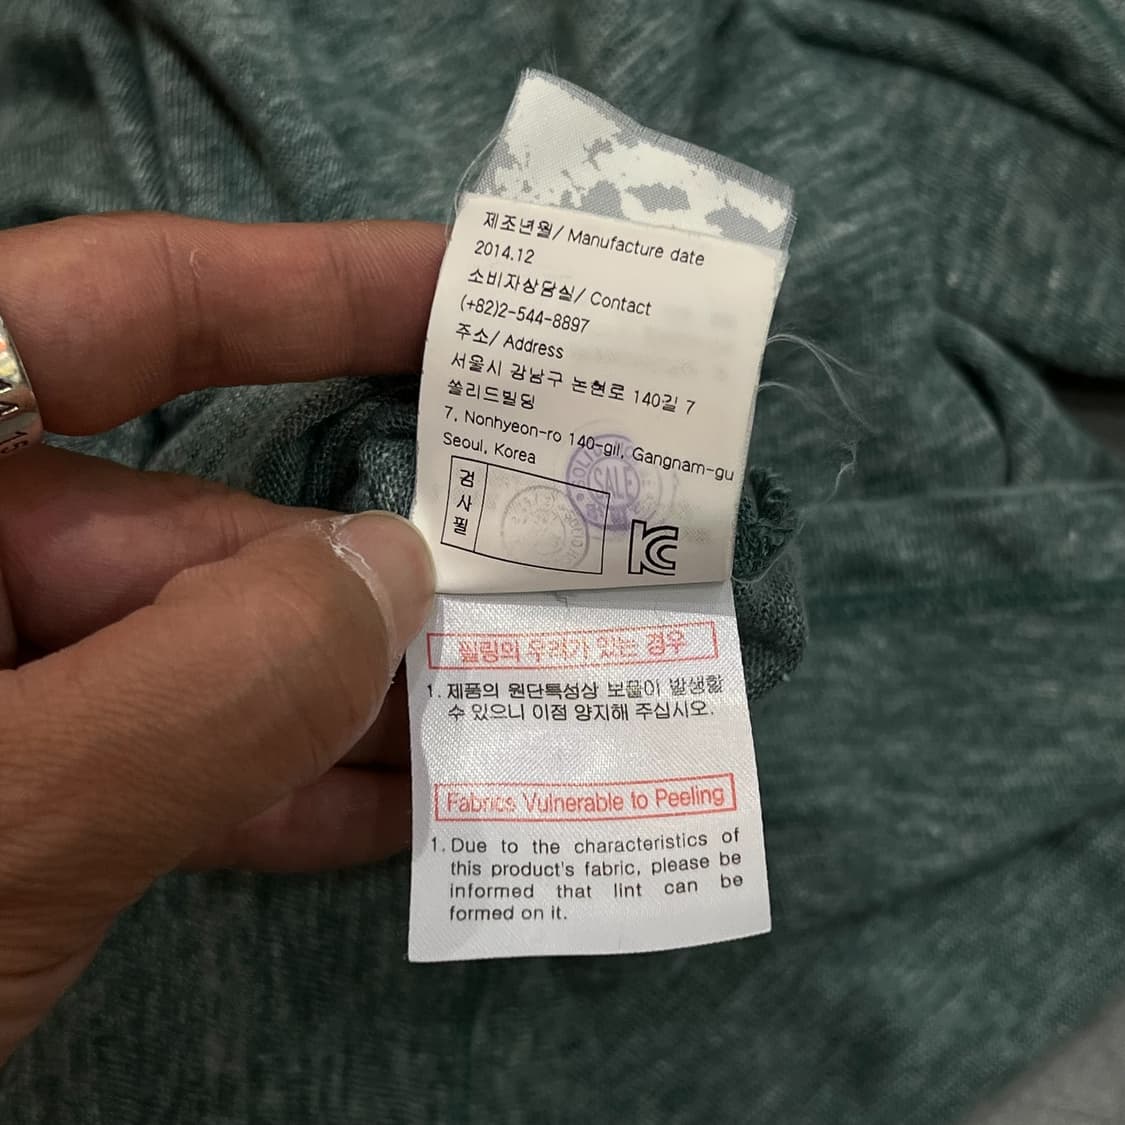 제조년월/ Manufacture date
2014.12
소비자상담실/ Contact
(+82)2-544-8897
주소/ Address
서울시 강남구 논현로 140길 7
쏠리드빌딩
7, Nonhyeon-ro 140-gil, Gangnam-gu
Seoul, Korea
검사필
SALE
KC
필링의 우려가 있는 경우
1. 제품의 원단특성상 보풀이 발생할
수 있으니 이점 양지해 주십시오.
Fabrics Vulnerable to Peeling
1. Due to the characteristics of
this product's fabric, please be
informed that lint can be
formed on it.